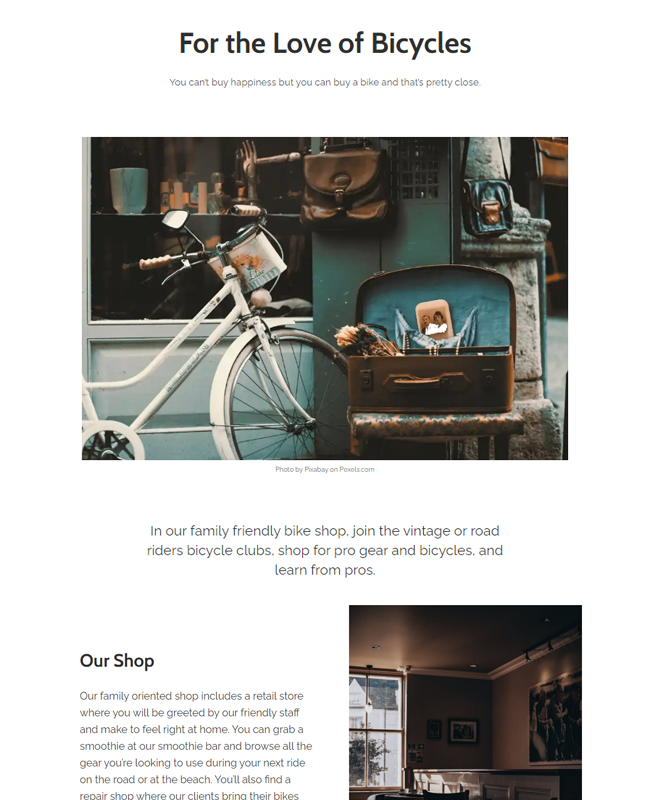 For the Love of Bicycles
You can't buy happiness but you can buy a bike and that's pretty close.
Photo by Pixabay on Pexels.com
In our family friendly bike shop, join the vintage or road
riders bicycle clubs, shop for pro gear and bicycles, and
learn from pros.
Our Shop
Our family oriented shop includes a retail store
where you will be greeted by our friendly staff
and make to feel right at home. You can grab a
smoothie at our smoothie bar and browse all the
gear you're looking to use during your next ride
on the road or at the beach. You'll also find a
repair shop where our clients bring their bikes